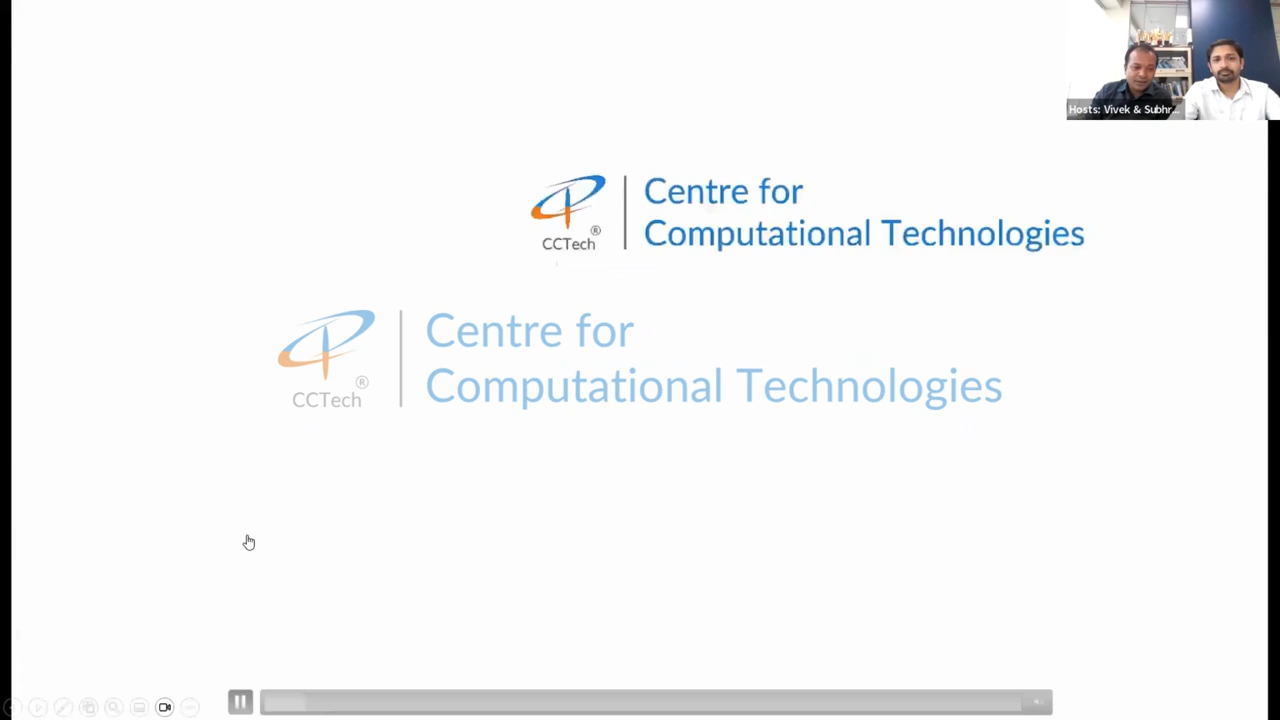 Hosts: Vivek & Subhr...
Centre for
Computational Technologies
CCTech®
Centre for
Computational Technologies
CCTech®